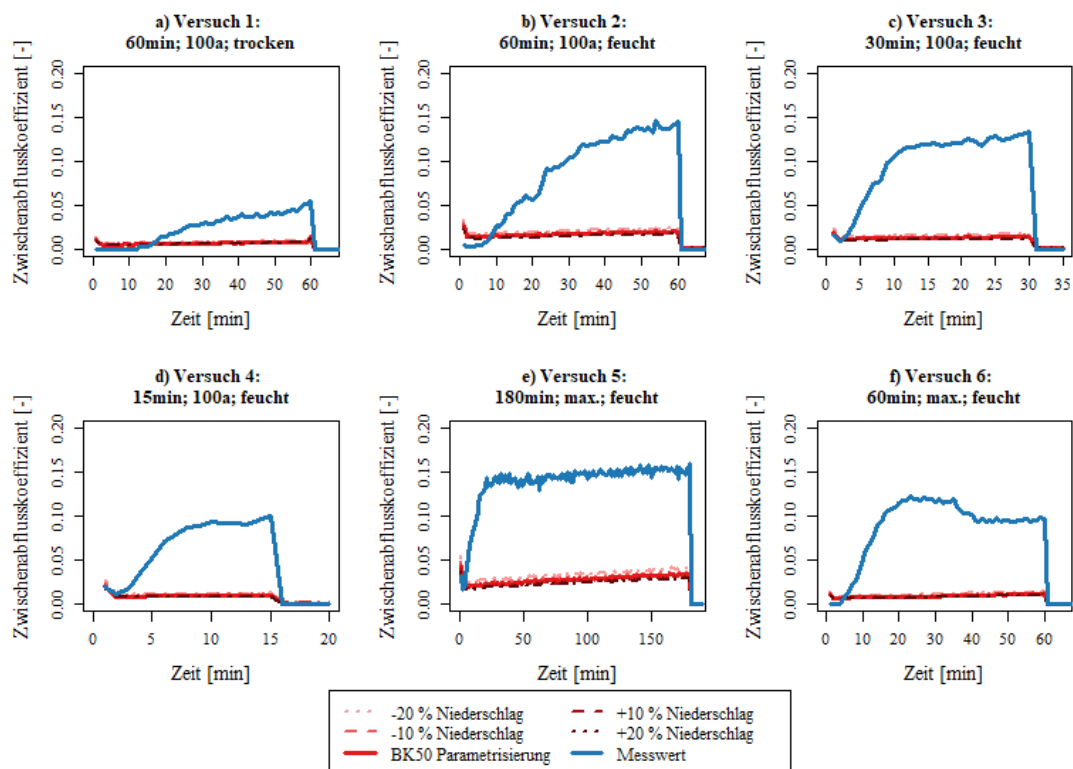 a) Versuch 1:
60min; 100a; trocken
Zwischenabflusskoeffizient [-]
0.00 0.05 0.10 0.15 0.20
0 10 20 30 40 50 60
Zeit [min]
b) Versuch 2:
60min; 100a; feucht
Zwischenabflusskoeffizient [-]
0.00 0.05 0.10 0.15 0.20
0 10 20 30 40 50 60
Zeit [min]
c) Versuch 3:
30min; 100a; feucht
Zwischenabflusskoeffizient [-]
0.00 0.05 0.10 0.15 0.20
0 5 10 15 20 25 30 35
Zeit [min]
d) Versuch 4:
15min; 100a; feucht
Zwischenabflusskoeffizient [-]
0.00 0.05 0.10 0.15 0.20
0 5 10 15 20
Zeit [min]
e) Versuch 5:
180min; max.; feucht
Zwischenabflusskoeffizient [-]
0.00 0.05 0.10 0.15 0.20
0 50 100 150
Zeit [min]
f) Versuch 6:
60min; max.; feucht
Zwischenabflusskoeffizient [-]
0.00 0.05 0.10 0.15 0.20
0 10 20 30 40 50 60
Zeit [min]
-20 % Niederschlag
-10 % Niederschlag
BK50 Parametrisierung
+10 % Niederschlag
+20 % Niederschlag
Messwert